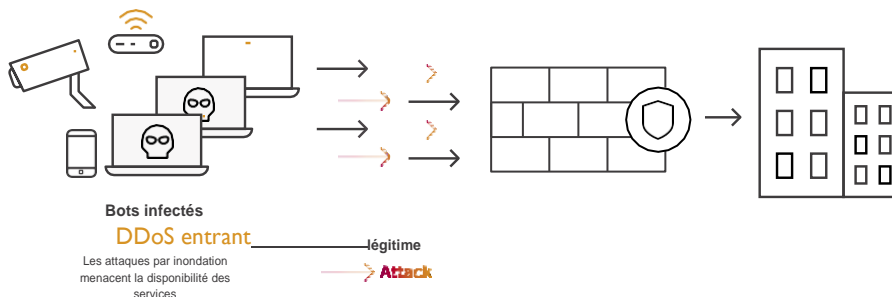 Bots infectés
DDoS entrant
légitime
Les attaques par inondation
menacent la disponibilité des
services
Attack